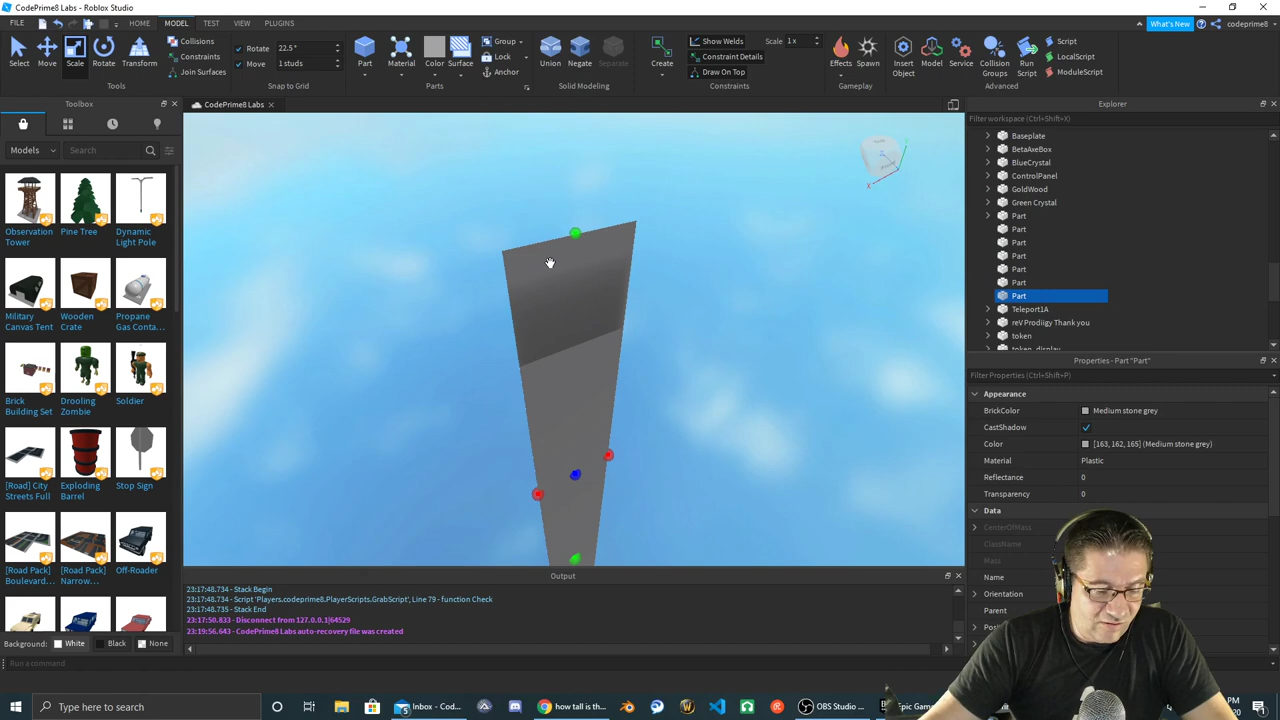 CodePrime8 Labs - Roblox Studio
FILE HOME MODEL TEST VIEW PLUGINS What's New codeprime8
Select Move Scale Rotate Transform
Collisions
Constraints
Join Surfaces
Tools
Rotate 22.5 °
Move 1 studs
Snap to Grid
Part Material Color Surface
Group
Lock
Anchor
Parts
Union Negate Separate
Solid Modeling
Create
Show Welds Scale 1 x
Constraint Details
Draw On Top
Constraints
Effects Spawn
Gameplay
Insert Object Model Service Collision Groups Run Script
Script
LocalScript
ModuleScript
Advanced
Toolbox
CodePrime8 Labs
Models Search
Observation Tower
Pine Tree
Dynamic Light Pole
Military Canvas Tent
Wooden Crate
Propane Gas Conta...
Brick Building Set
Drooling Zombie
Soldier
[Road] City Streets Full
Exploding Barrel
Stop Sign
[Road Pack] Boulevard...
[Road Pack] Narrow...
Off-Roader
Background: White Black None
Explorer
Filter workspace (Ctrl+Shift+X)
Baseplate
BetaAxeBox
BlueCrystal
ControlPanel
GoldWood
Green Crystal
Part
Part
Part
Part
Part
Part
Part
Teleport1A
reV Prodiigy Thank you
token
token_display
Properties - Part "Part"
Filter Properties (Ctrl+Shift+P)
Appearance
BrickColor Medium stone grey
CastShadow
Color [163, 162, 165] (Medium stone grey)
Material Plastic
Reflectance 0
Transparency 0
Data
CenterOfMass
ClassName
Mass
Name
Orientation
Parent
Output
23:17:48.734 - Stack Begin
23:17:48.734 - Script 'Players.codeprime8.PlayerScripts.GrabScript', Line 79 - function Check
23:17:48.735 - Stack End
23:17:50.833 - Disconnect from 127.0.0.1|64529
23:19:56.643 - CodePrime8 Labs auto-recovery file was created
Run a command
Type here to search
Inbox - Cod...
how tall is th...
OBS Studio ...
Epic Gam
PM